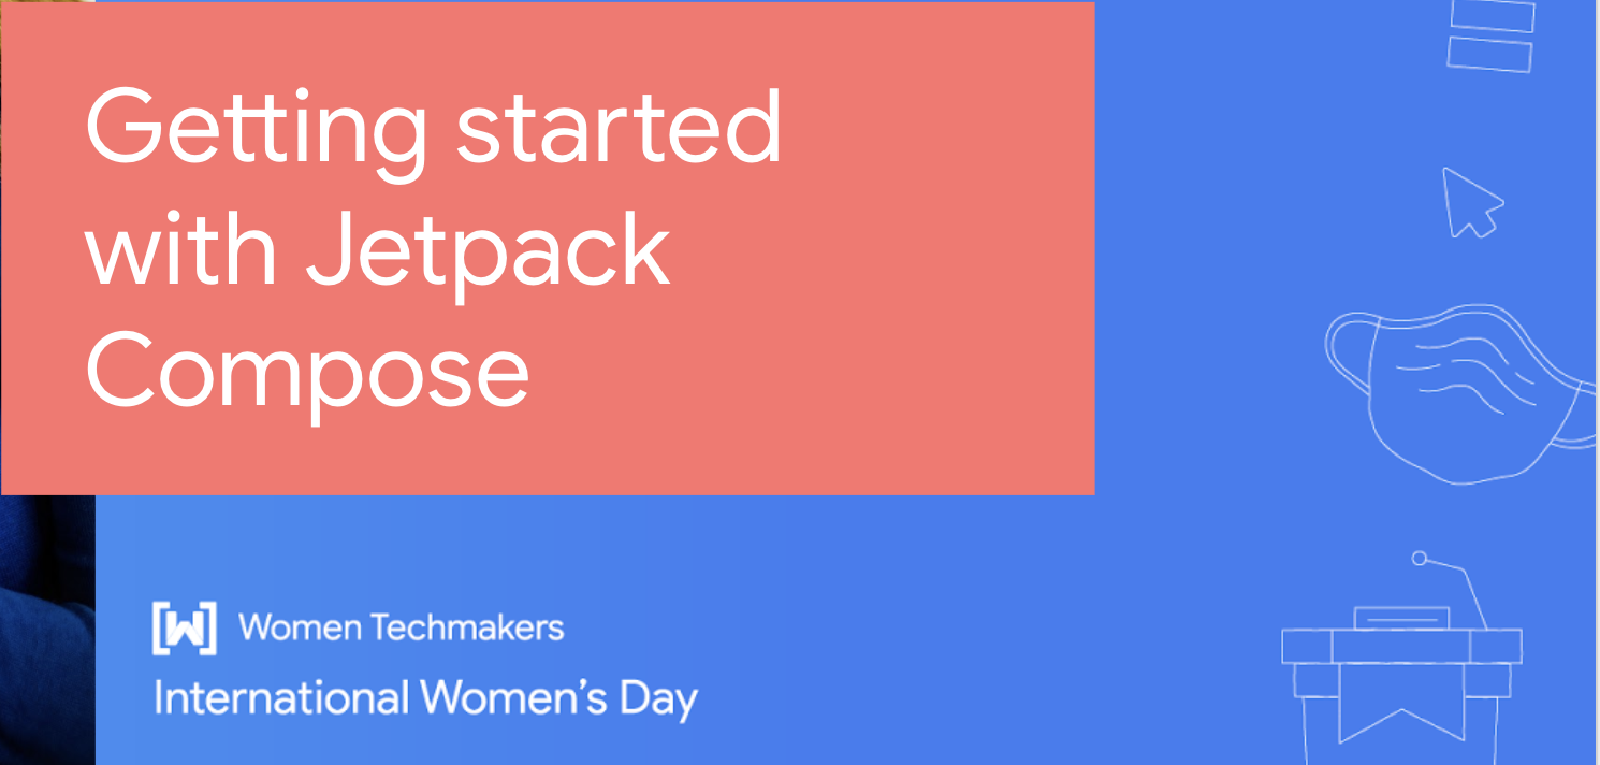 Getting started
with Jetpack
Compose
[W] Women Techmakers
International Women's Day